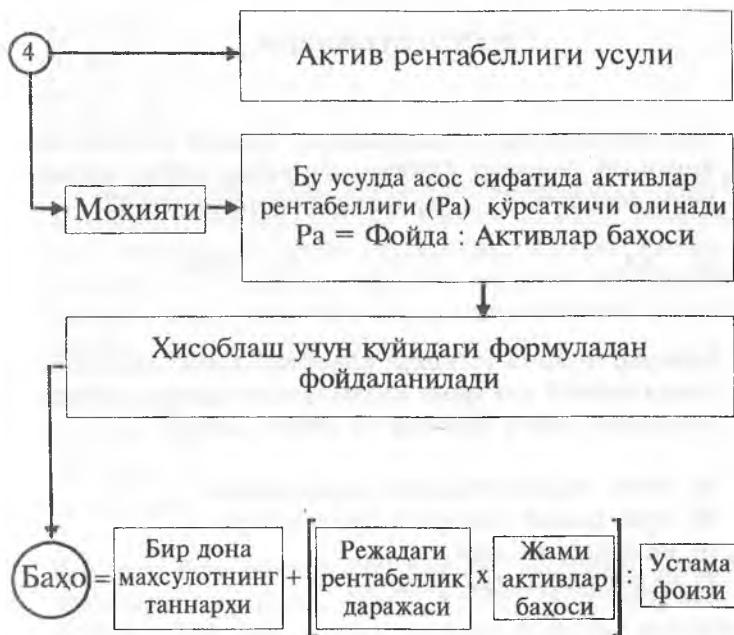 4
Актив рентабеллиги усули
Моҳияти
Бу усулда асос сифатида активлар
рентабеллиги (Ра) кўрсаткичи олинади
Ра = Фойда : Активлар баҳоси
Ҳисоблаш учун қуйидаги формуладан
фойдаланилади
Баҳо = Бир дона махсулотнинг таннархи + [ Режадаги рентабеллик даражаси х Жами активлар баҳоси ] : Устама фоизи